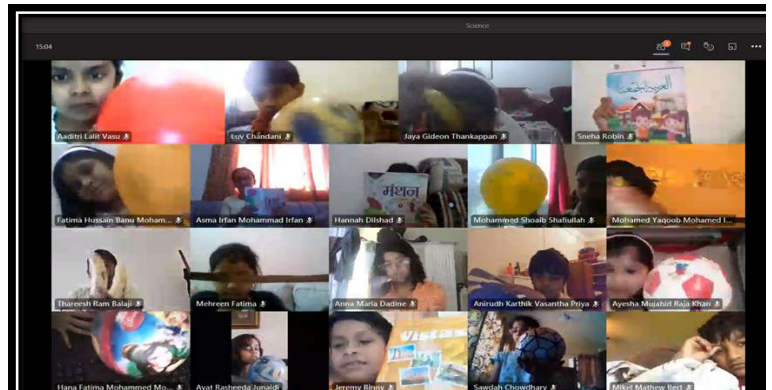 Science
15:04
Aaditri Lalit Vasu
Luv Chandani
Jaya Gideon Thankappan
Sneha Robin
Fatima Hussain Banu Moham...
Asma Irfan Mohammad Irfan
Hannah Dilshad
मंथन
Mohammed Shoaib Shafiullah
Mohamed Yaqoob Mohamed I...
Thareesh Ram Balaji
Mehreen Fatima
Anna Maria Dadine
Anirudh Karthik Vasantha Priya
Ayesha Mujahid Raja Khan
Hana Fatima Mohammed Mo...
Ayat Rasheeda Junaidi
Jeremy Binny
Vistas
Sawdah Chowdhary
Mikel Mathew Bert